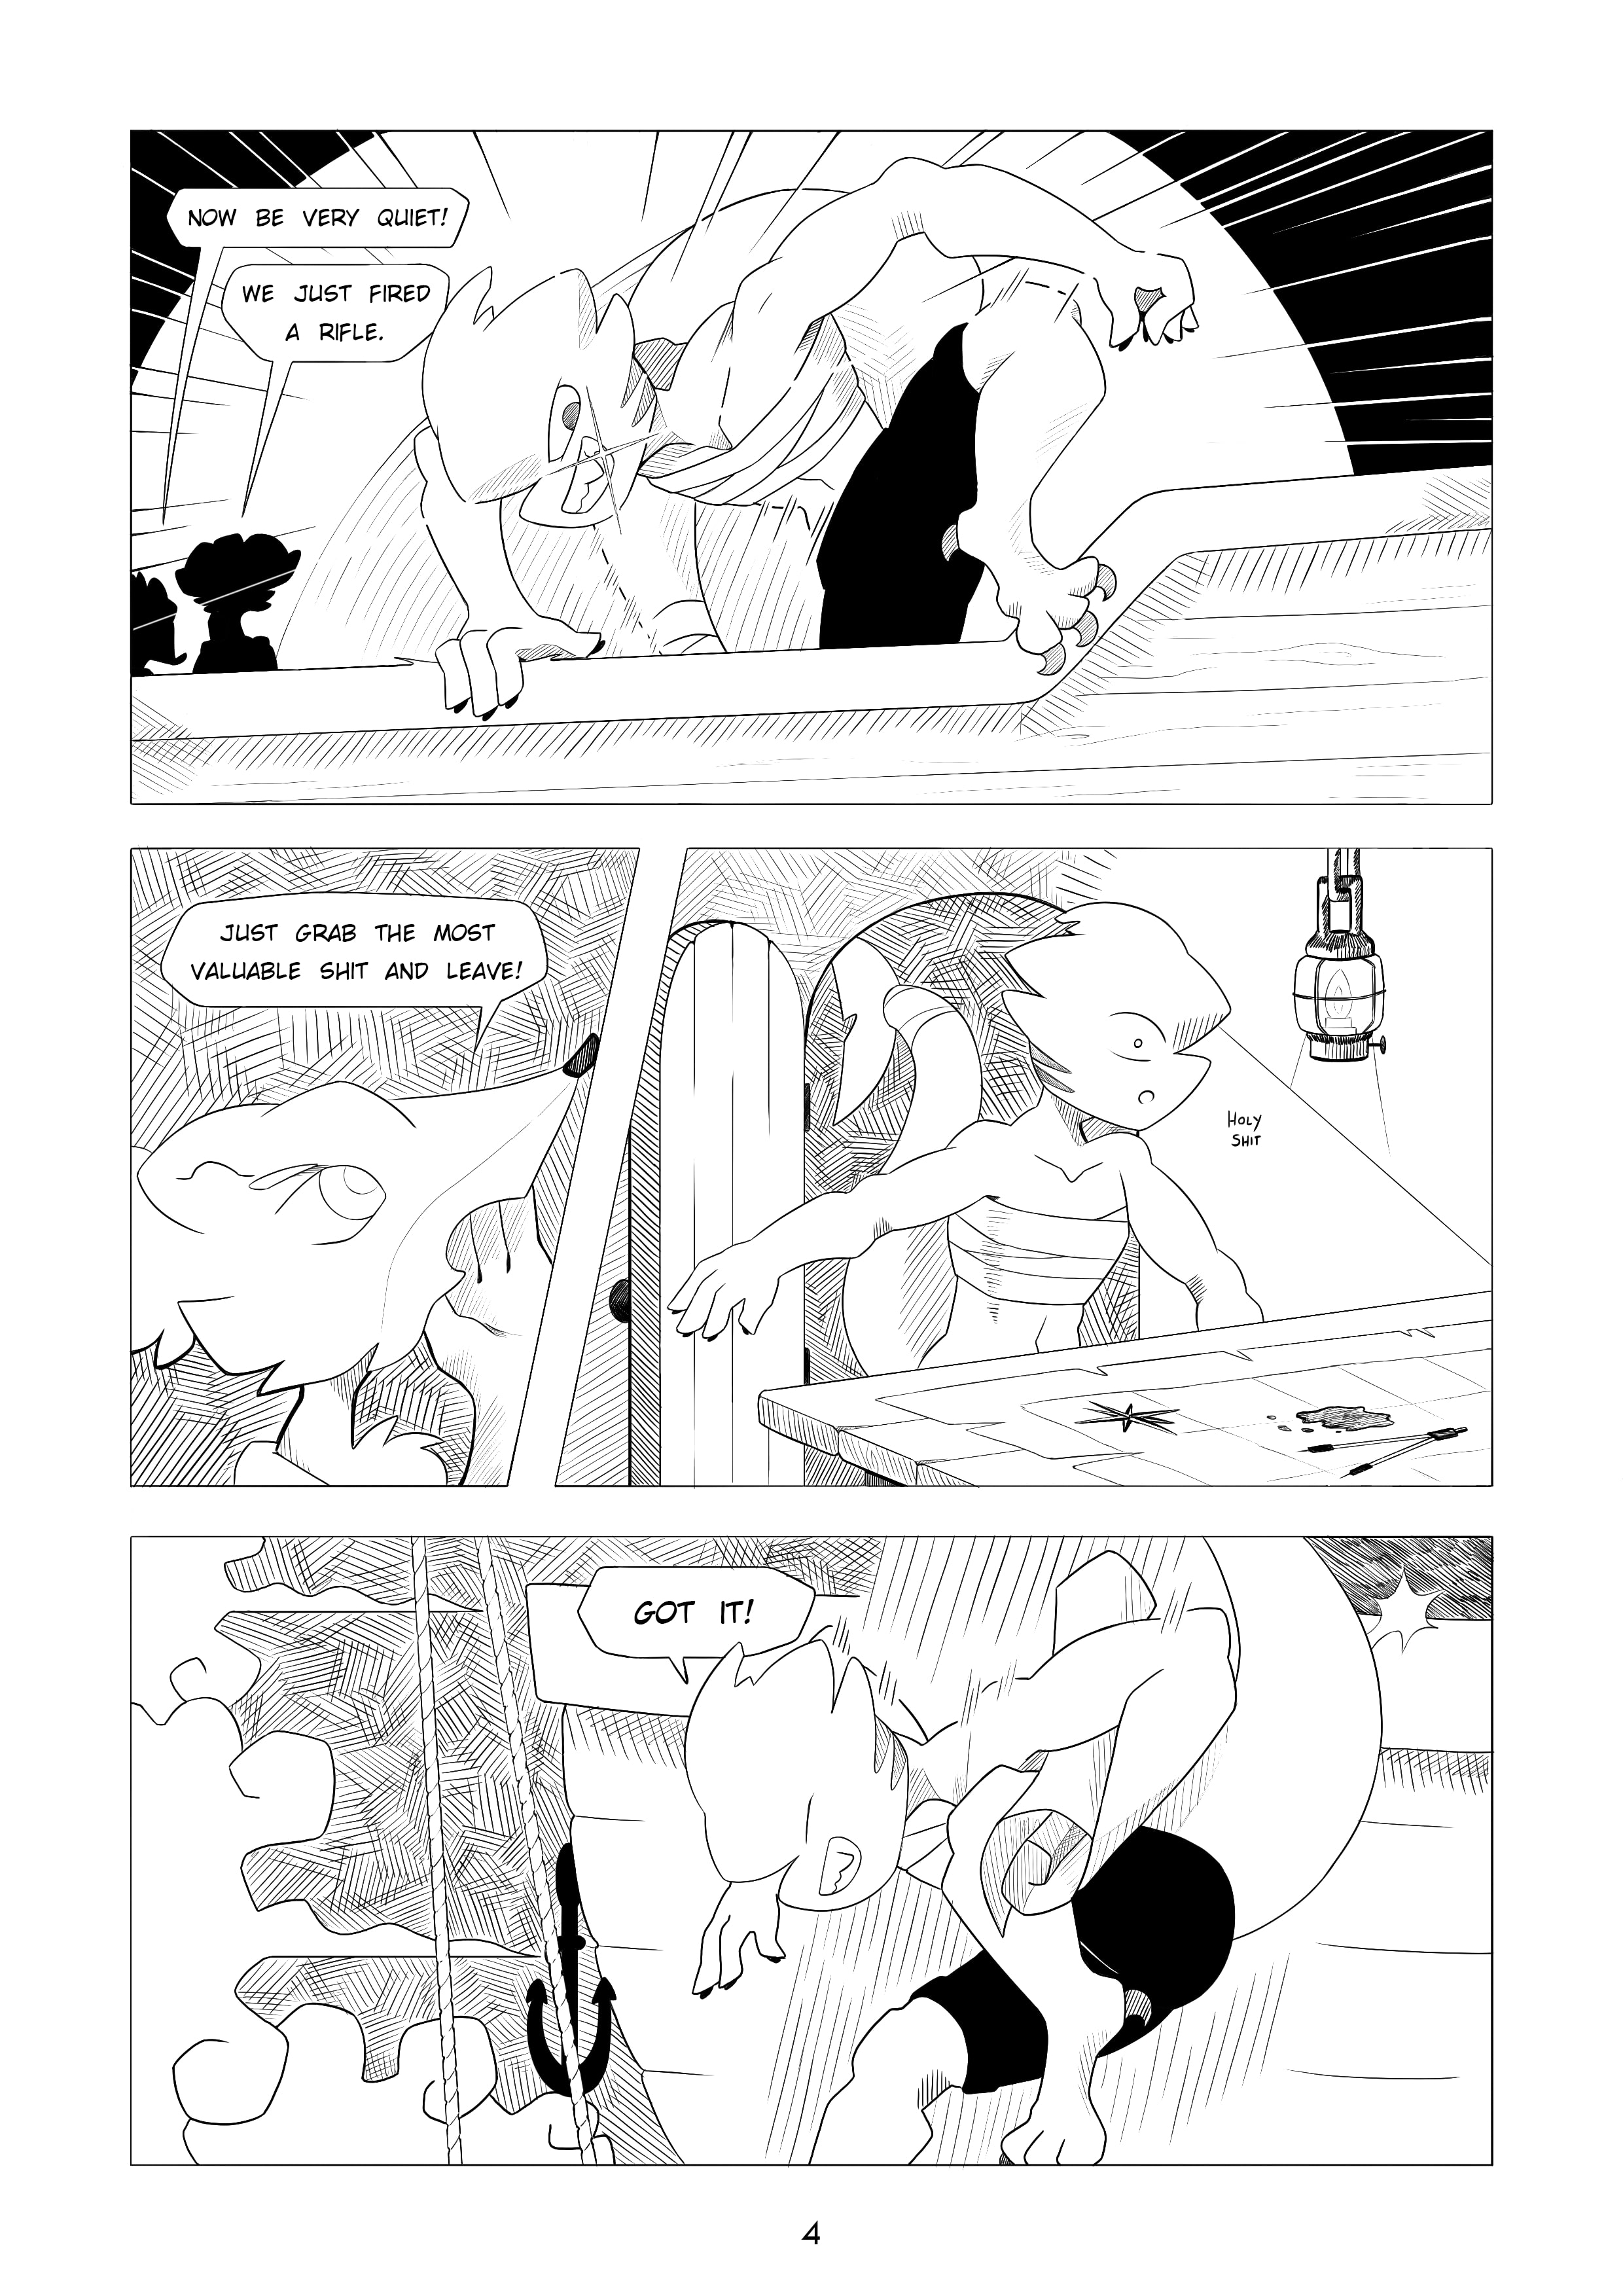 NOW BE VERY QUIET!
WE JUST FIRED
A RIFLE.
JUST GRAB THE MOST
VALUABLE SHIT AND LEAVE!
HOLY
SHIT
GOT IT!
4